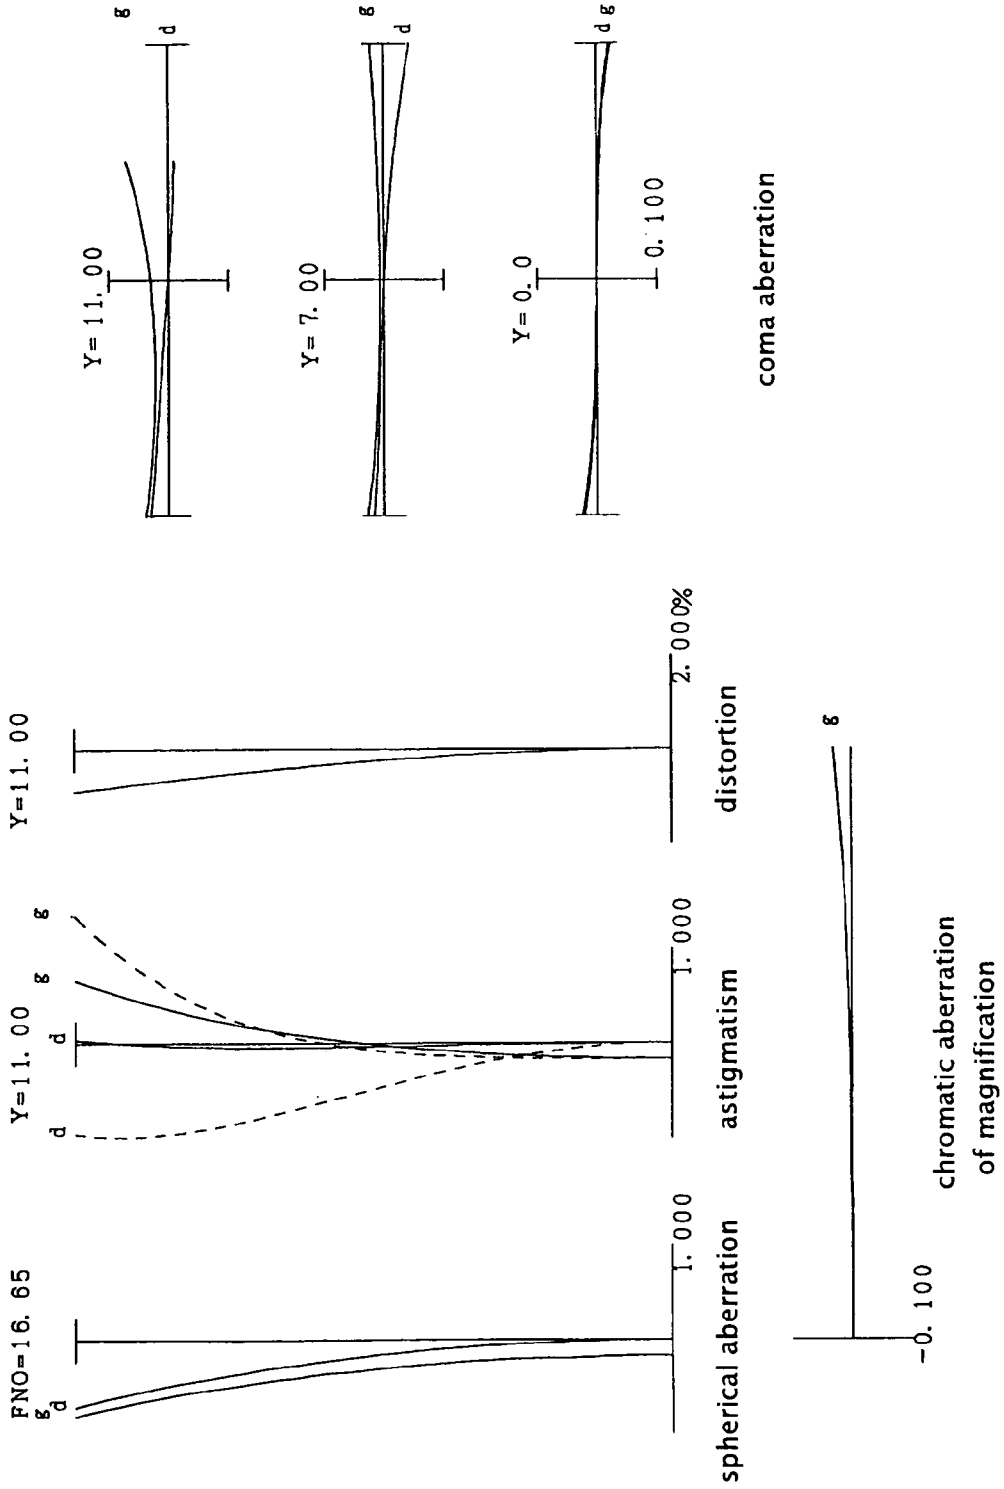 FNO=16. 65
g
d
1. 000
spherical aberration
Y=11. 00
d
d
g
g
1. 000
astigmatism
Y=11. 00
2. 000%
distortion
Y=11. 00
g
d
Y=7. 00
g
d
Y=0. 0
d g
0. 100
coma aberration
-0. 100
g
chromatic aberration
of magnification